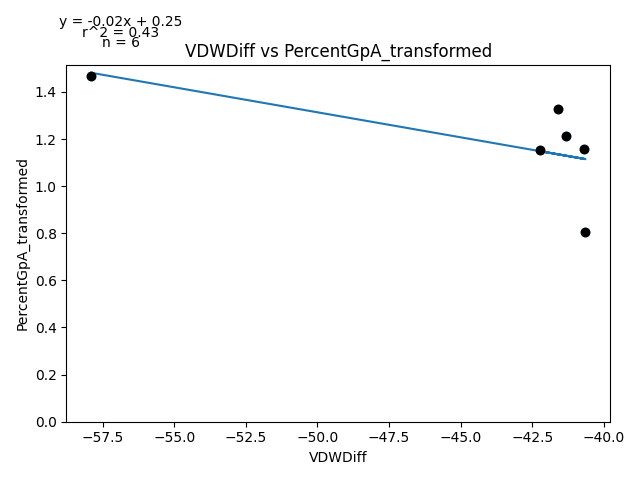 y = -0.02x + 0.25
r^2 = 0.43
n = 6
VDWDiff vs PercentGpA_transformed
PercentGpA_transformed
1.4
1.2
1.0
0.8
0.6
0.4
0.2
0.0
−57.5 −55.0 −52.5 −50.0 −47.5 −45.0 −42.5 −40.0
VDWDiff